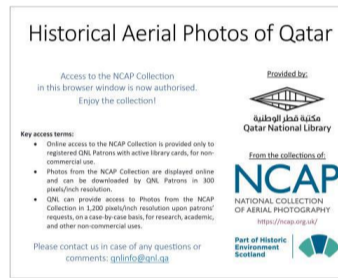 Historical Aerial Photos of Qatar
Access to the NCAP Collection
in this browser window is now authorised.
Enjoy the collection!
Key access terms:
• Online access to the NCAP Collection is provided only to
registered QNL Patrons with active library cards, for non-
commercial use.
• Photos from the NCAP Collection are displayed online
and can be downloaded by QNL Patrons in 300
pixels/inch resolution.
• QNL can provide access to Photos from the NCAP
Collection in 1,200 pixels/inch resolution upon patrons'
requests, on a case-by-case basis, for research, academic,
and other non-commercial uses.
Please contact us in case of any questions or
comments: qnlinfo@qnl.qa
Provided by:
مكتبة قطر الوطنية
Qatar National Library
From the collections of:
NCAP
NATIONAL COLLECTION
OF AERIAL PHOTOGRAPHY
https://ncap.org.uk/
Part of Historic
Environment
Scotland